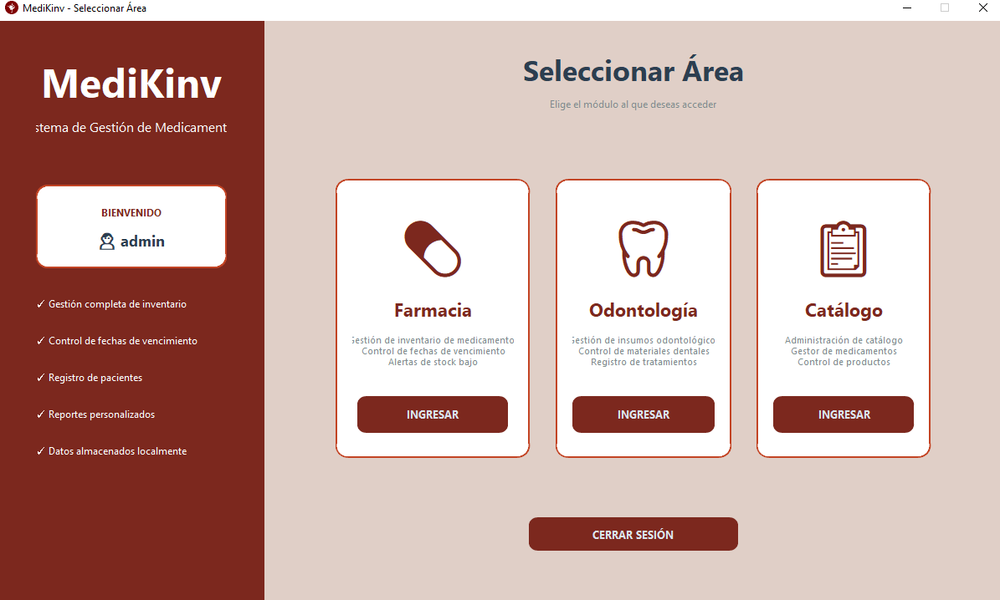 MediKinv - Seleccionar Área
MediKinv
stema de Gestión de Medicament
BIENVENIDO
admin
✓ Gestión completa de inventario
✓ Control de fechas de vencimiento
✓ Registro de pacientes
✓ Reportes personalizados
✓ Datos almacenados localmente
Seleccionar Área
Elige el módulo al que deseas acceder
Farmacia
Gestión de inventario de medicamento
Control de fechas de vencimiento
Alertas de stock bajo
INGRESAR
Odontología
Gestión de insumos odontológico
Control de materiales dentales
Registro de tratamientos
INGRESAR
Catálogo
Administración de catálogo
Gestor de medicamentos
Control de productos
INGRESAR
CERRAR SESIÓN